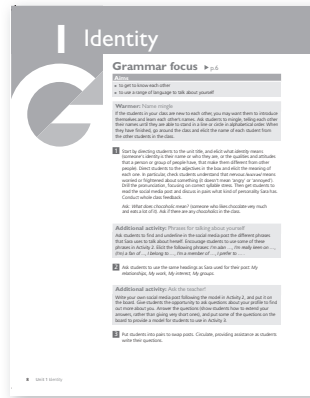 1 Identity
G
Grammar focus ▶ p6
Aims
to get to know each other
to use a range of language to talk about yourself
Warmer: Name mingle
If the students in your class are new to each other, you may want them to introduce
themselves and learn each other's names. Ask students to mingle, telling each other
their names until they are able to stand in a line or circle in alphabetical order. When
they have finished, go around the class and elicit the name of each student from
the other students in the class.
1 Start by directing students to the unit title, and elicit what identity means
(someone's identity is their name or who they are, or the qualities and attitudes
that a person or group of people have, that make them different from other
people). Direct students to the adjectives in the box and elicit the meaning of
each one. In particular, check students understand that nervous (
worried or frightened about something. It doesn't mean 'angry' or 'annoyed').
Drill the pronunciation, focusing on correct syllable stress. Then get students to
read the social media post and discuss in pairs what kind of personality Sara has.
Conduct whole class feedback.
Ask: What does chocoholic mean? (someone who likes chocolate very much
and eats a lot of it). Ask if there are any chocoholics in the class.
Additional activity: Phrases for talking about yourself
Ask students to find and underline in the social media post the different phrases
that Sara uses to talk about herself. Encourage students to use some of these
phrases in Activity 2. Elicit the following phrases: I'm a/an …, I'm really keen on …,
(I'm) a fan of …, I belong to …, I'm a member of …, I prefer to …
2 Ask students to use the same headings as Sara used for their post: My
relationships, My work, My interest, My groups.
Additional activity: Ask the teacher!
Write your own social media post following the model in Activity 2, and put it on
the board. Give students the opportunity to ask questions about your profile to find
out more about you. Answer the questions (show students how to extend your
answers, rather than giving very short ones), and put some of the questions on the
board to provide a model for students to use in Activity 3.
3 Put students into pairs to swap posts. Circulate, providing assistance as students
write their questions.
8 Unit 1 Identity